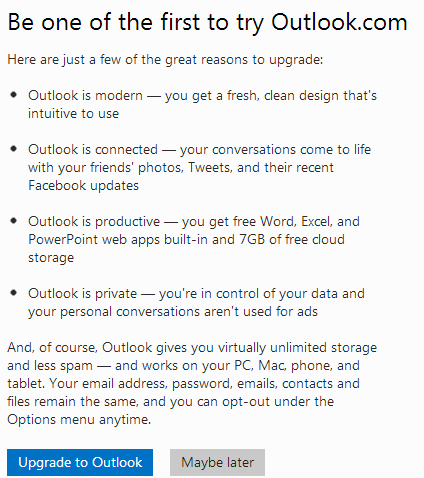 Be one of the first to try Outlook.com
Here are just a few of the great reasons to upgrade:
• Outlook is modern — you get a fresh, clean design that's
intuitive to use
• Outlook is connected — your conversations come to life
with your friends' photos, Tweets, and their recent
Facebook updates
• Outlook is productive — you get free Word, Excel, and
PowerPoint web apps built-in and 7GB of free cloud
storage
• Outlook is private — you're in control of your data and
your personal conversations aren't used for ads
And, of course, Outlook gives you virtually unlimited storage
and less spam — and works on your PC, Mac, phone, and
tablet. Your email address, password, emails, contacts and
files remain the same, and you can opt-out under the
Options menu anytime.
Upgrade to Outlook
Maybe later